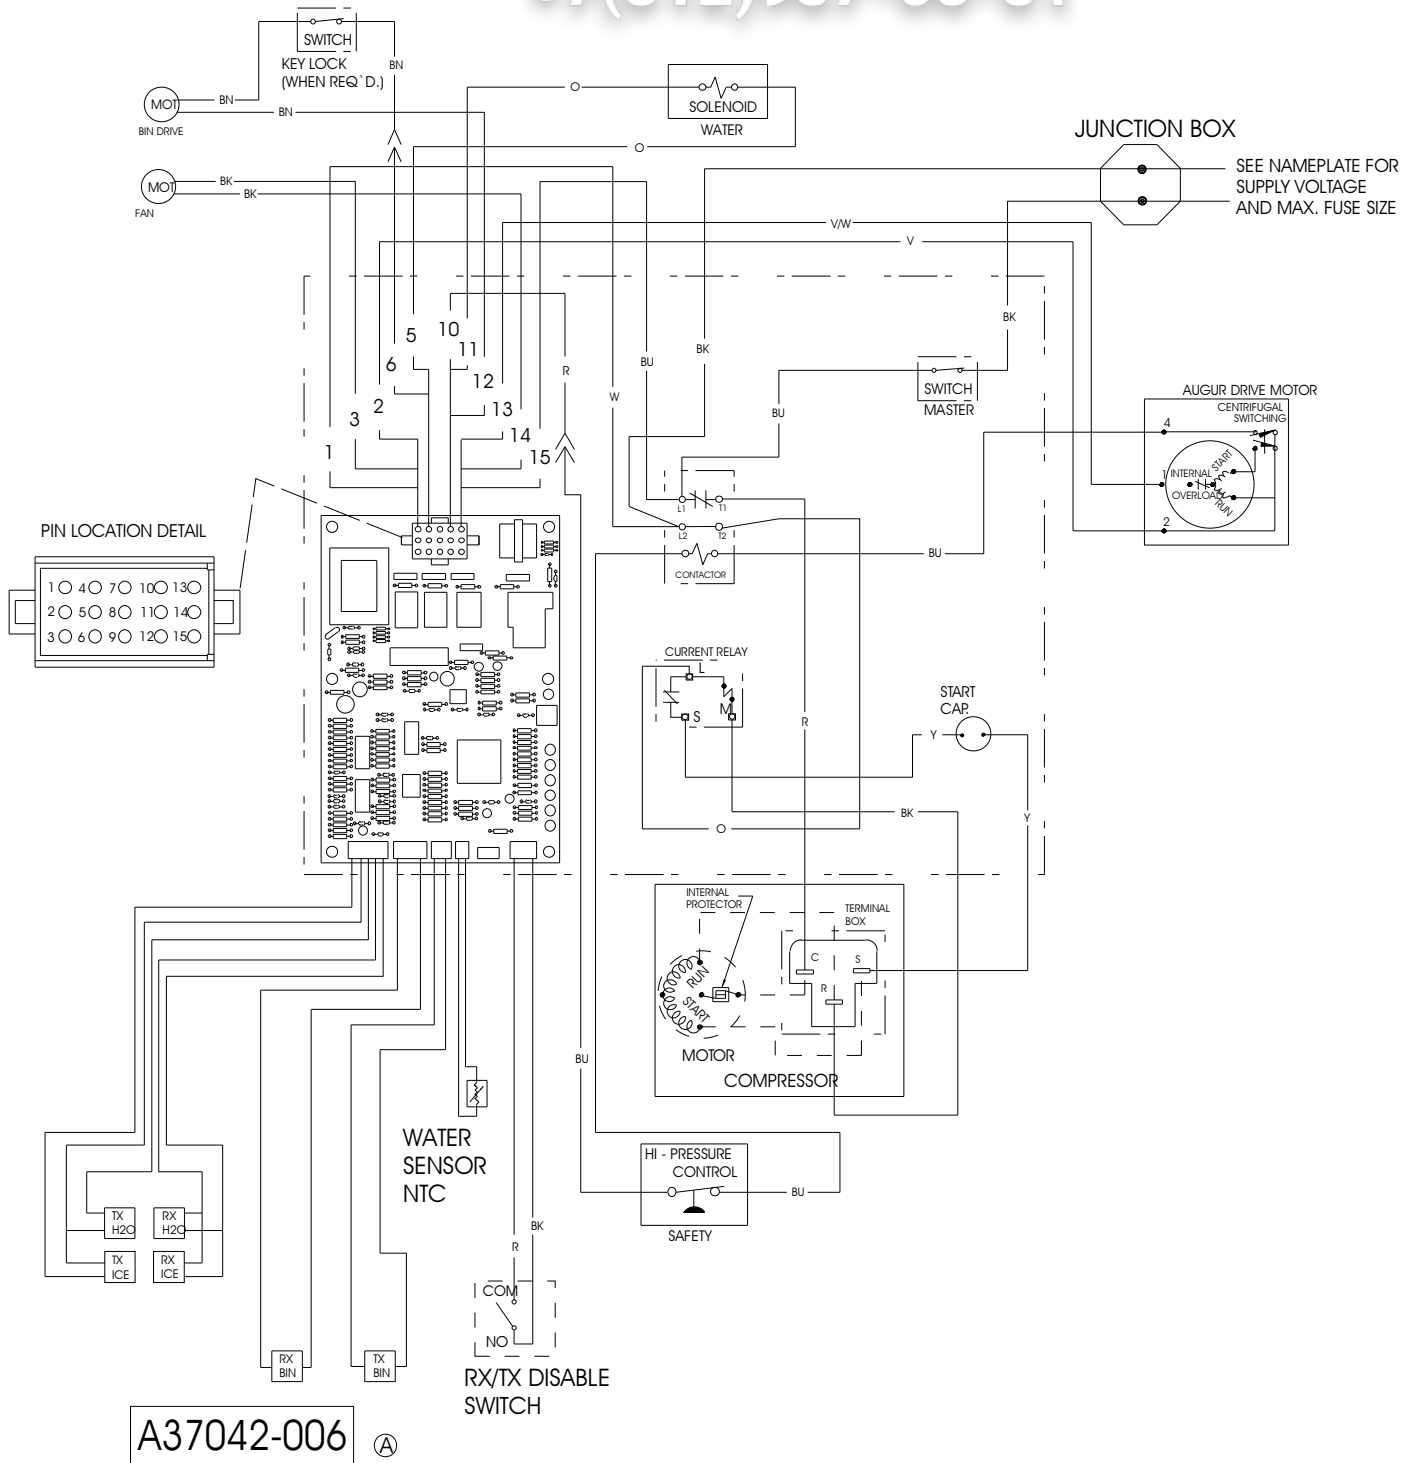 SWITCH
KEY LOCK
(WHEN REQ`D.)
BN
MOT
BN
BN
BIN DRIVE
MOT
BK
BK
FAN
O
SOLENOID
WATER
O
JUNCTION BOX
SEE NAMEPLATE FOR
SUPPLY VOLTAGE
AND MAX. FUSE SIZE
V/W
V
BK
BU
BK
W
R
5
10
6
11
12
2
13
3
14
1
15
SWITCH
MASTER
BU
AUGUR DRIVE MOTOR
CENTRIFUGAL
SWITCHING
4
1
INTERNAL
OVERLOAD
START
RUN
2
L1
T1
L2
T2
CONTACTOR
BU
PIN LOCATION DETAIL
1 4 7 10 13
2 5 8 11 14
3 6 9 12 15
CURRENT RELAY
L
S
M
R
START
CAP.
Y
BK
Y
O
INTERNAL
PROTECTOR
TERMINAL
BOX
C
S
R
RUN
START
MOTOR
COMPRESSOR
BU
WATER
SENSOR
NTC
HI - PRESSURE
CONTROL
BU
SAFETY
TX
H2O
RX
H2O
TX
ICE
RX
ICE
BK
R
COM
NO
RX/TX DISABLE
SWITCH
RX
BIN
TX
BIN
A37042-006
A